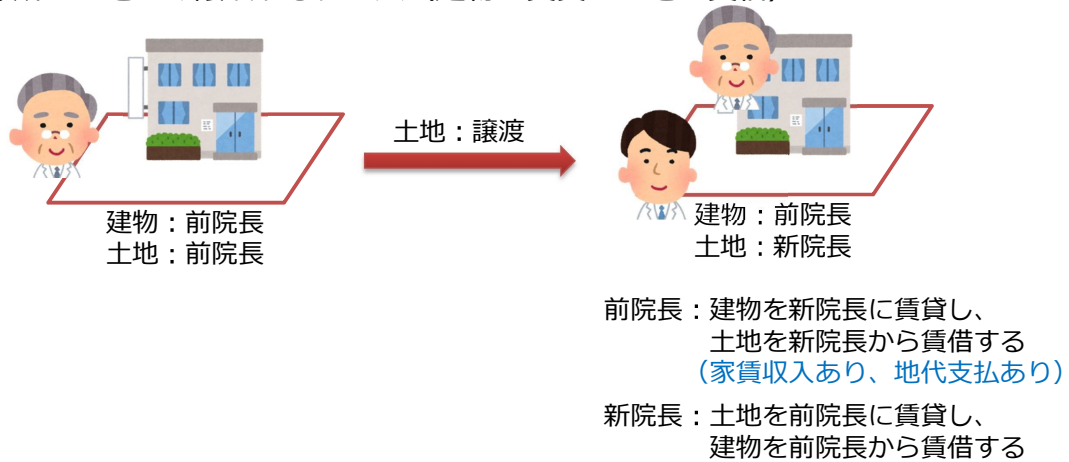 土地：譲渡
建物：前院長
土地：前院長
建物：前院長
土地：新院長
前院長：建物を新院長に賃貸し、
土地を新院長から賃借する
（家賃収入あり、地代支払あり）
新院長：土地を前院長に賃貸し、
建物を前院長から賃借する